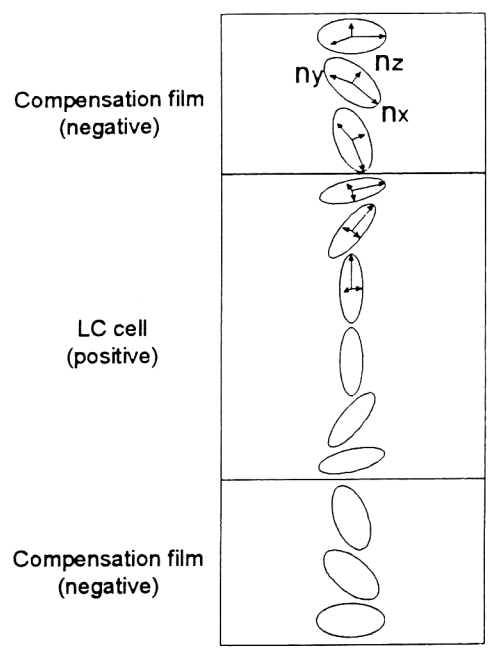 Compensation film
(negative)
nz
ny
nx
LC cell
(positive)
Compensation film
(negative)